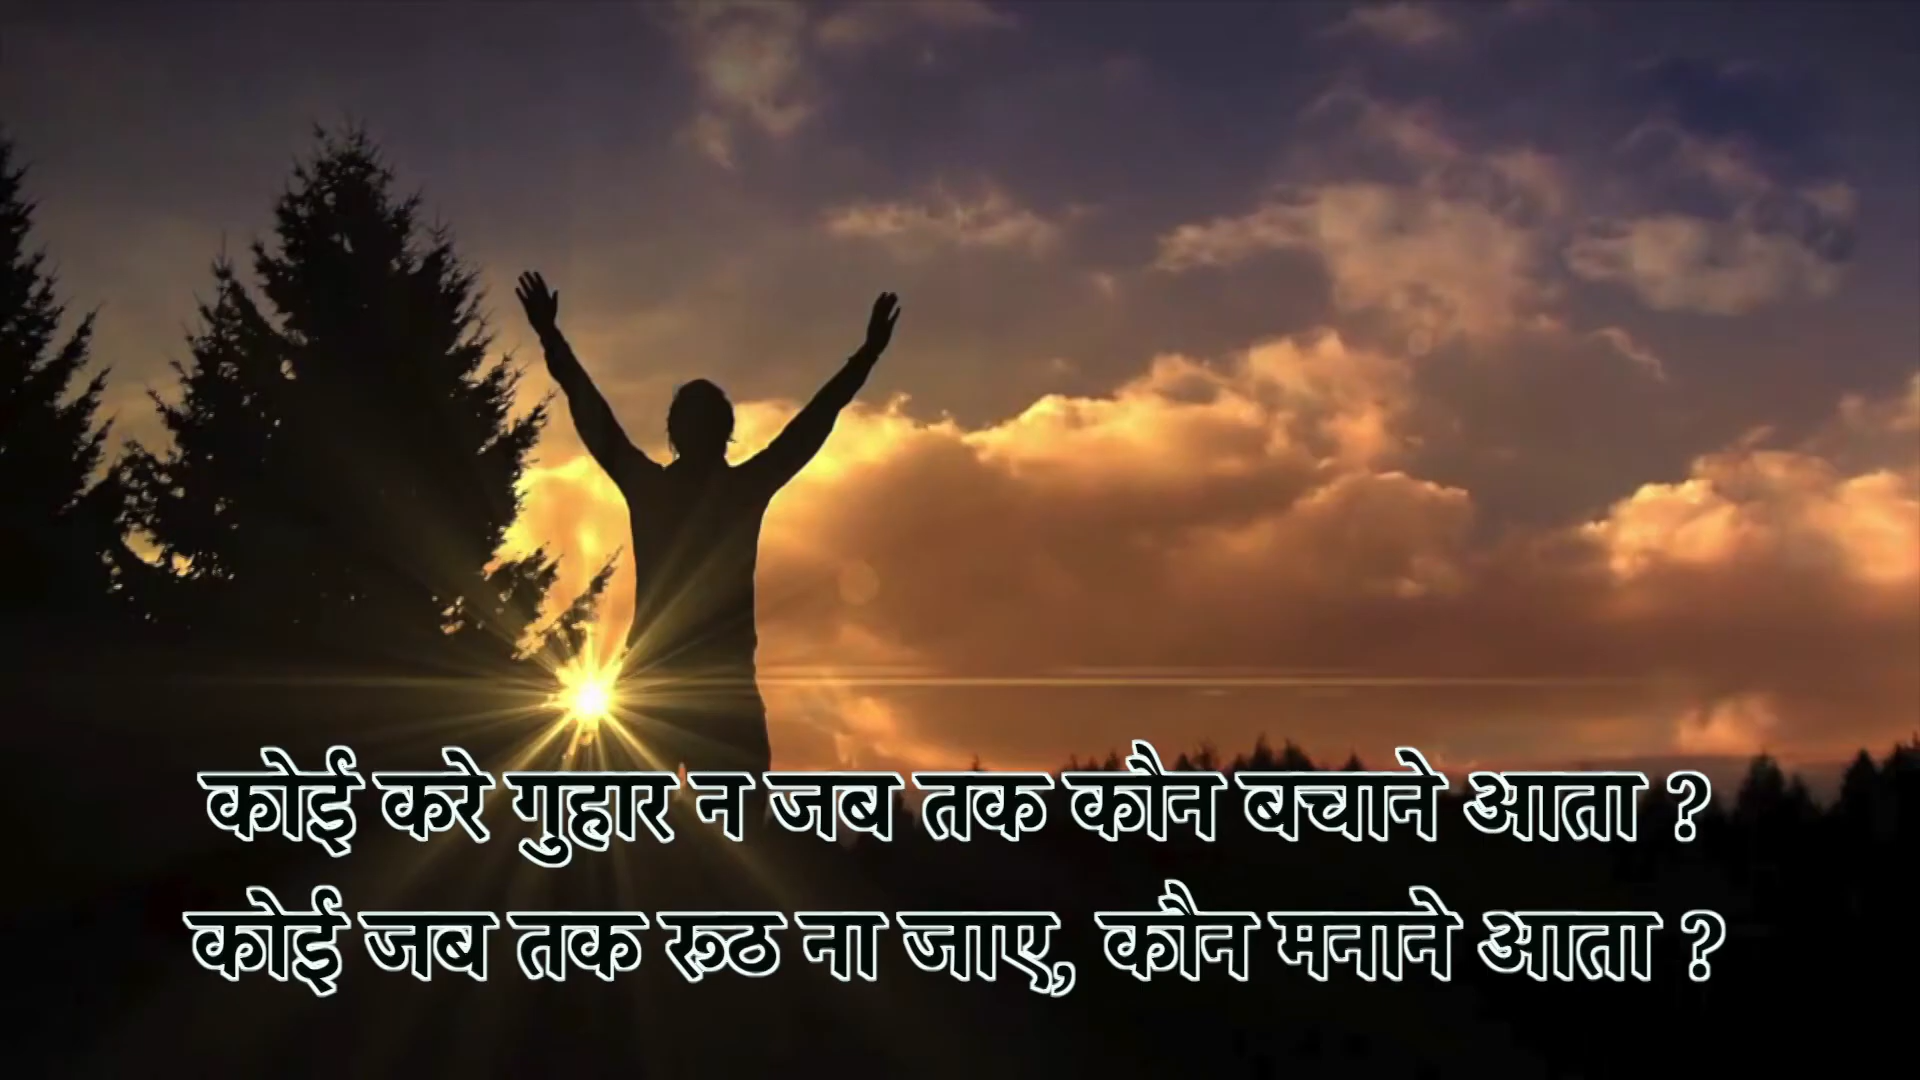 कोई करे गुहार न जब तक कौन बचाने आता ?
कोई जब तक रूठ ना जाए, कौन मनाने आता ?